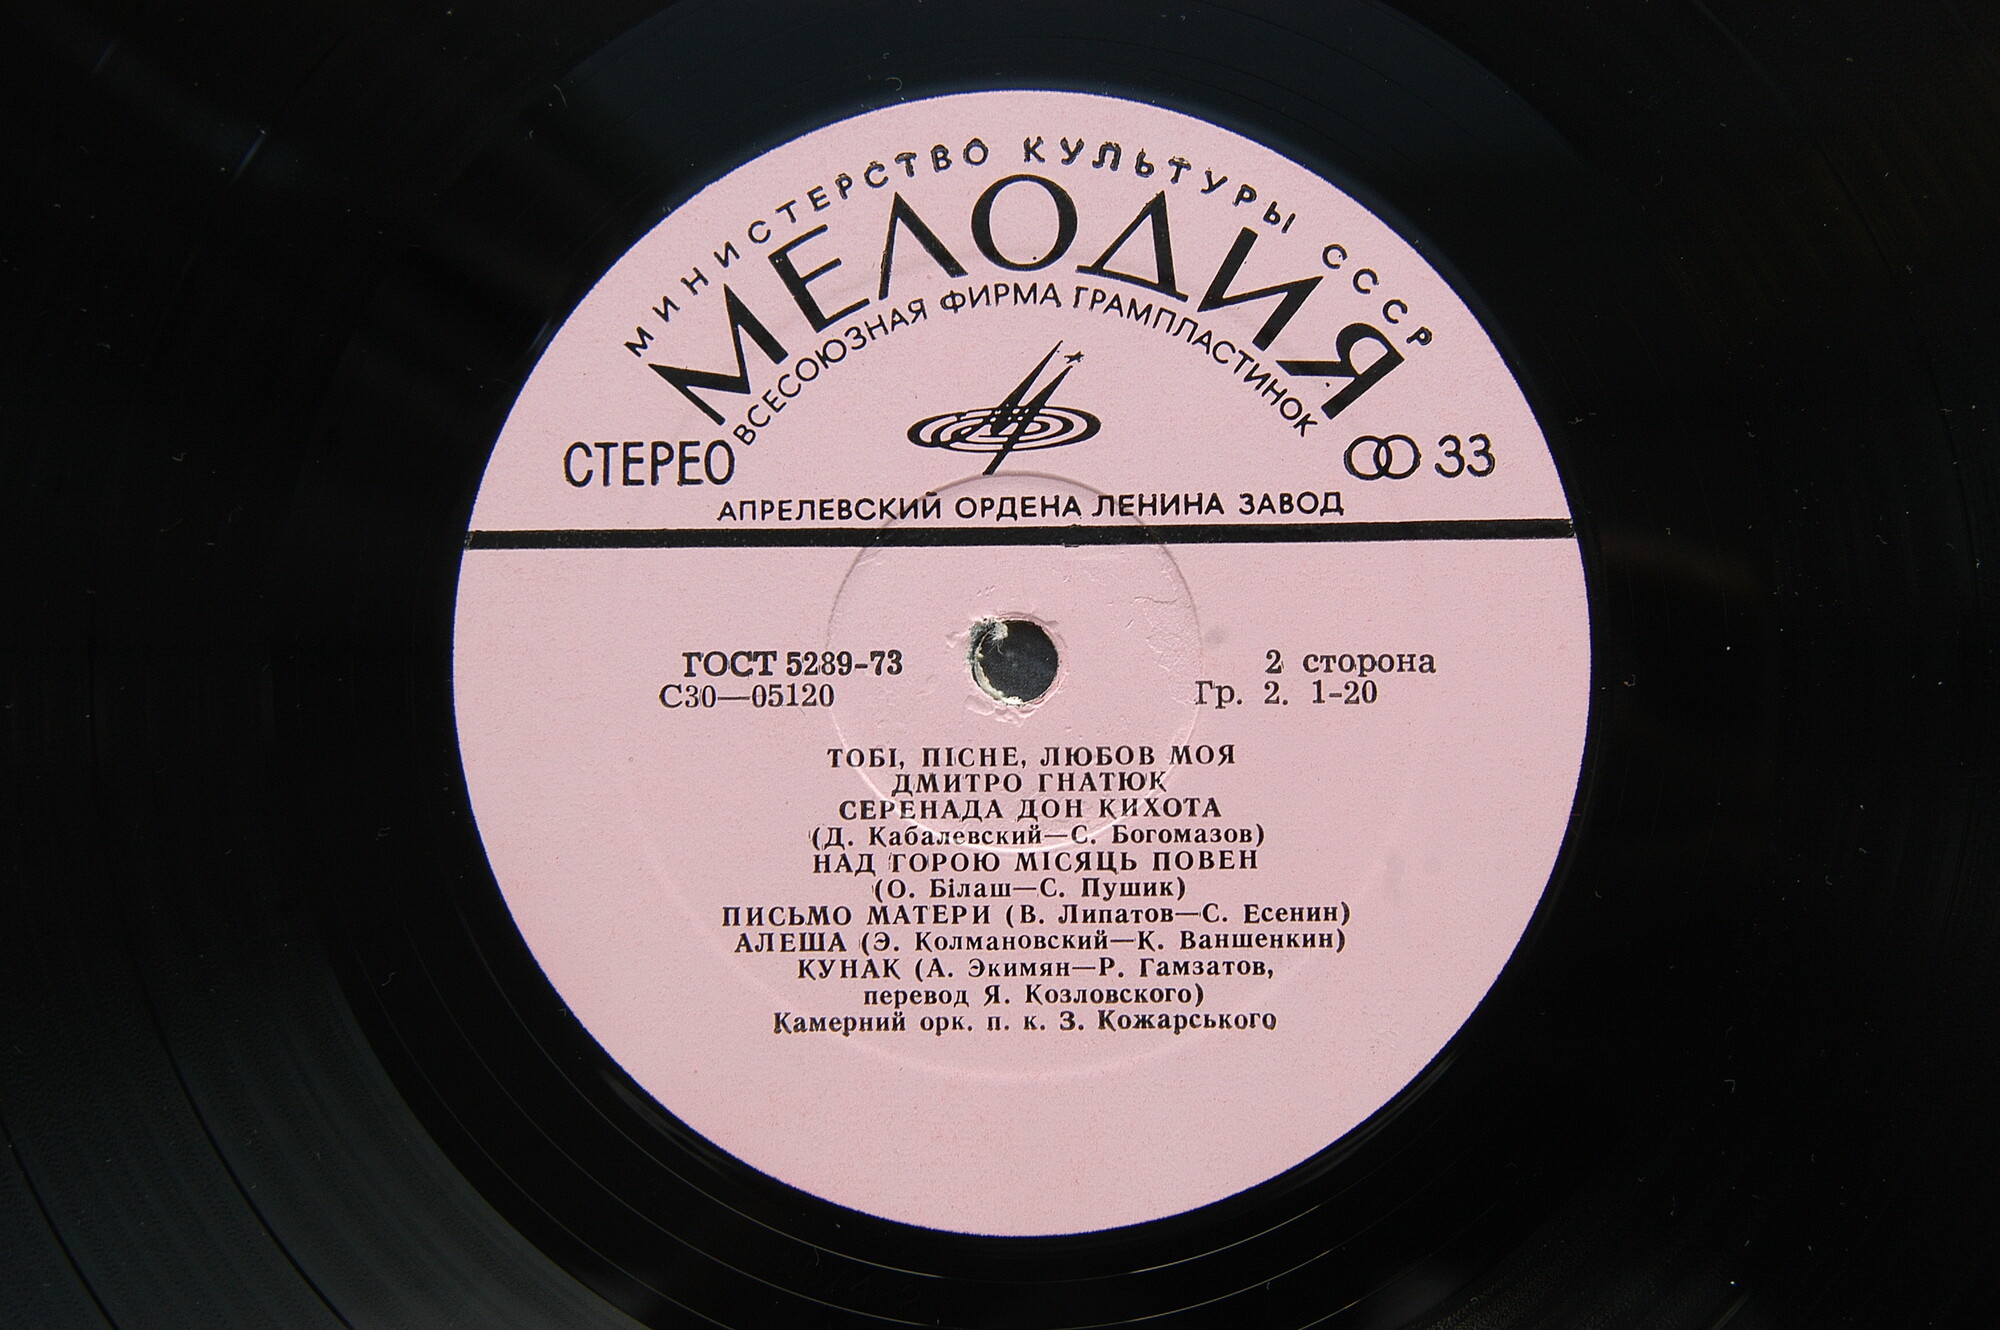 МИНИСТЕРСТВО КУЛЬТУРЫ СССР
МЕЛОДИЯ
ВСЕСОЮЗНАЯ ФИРМА ГРАМПЛАСТИНОК
СТЕРЕО
33
АПРЕЛЕВСКИЙ ОРДЕНА ЛЕНИНА ЗАВОД
ГОСТ 5289-73
С30—05120
2 сторона
Гр. 2. 1-20
ТОБІ, ПІСНЕ, ЛЮБОВ МОЯ
ДМИТРО ГНАТЮК
СЕРЕНАДА ДОН КИХОТА
(Д. Кабалевский—С. Богомазов)
НАД ГОРОЮ МІСЯЦЬ ПОВЕН
(О. Білаш—С. Пушик)
ПИСЬМО МАТЕРИ (В. Липатов—С. Есенин)
АЛЕША (Э. Колмановский—К. Ваншенкин)
КУНАК (А. Экимян—Р. Гамзатов,
перевод Я. Козловского)
Камерний орк. п. к. З. Кожарського